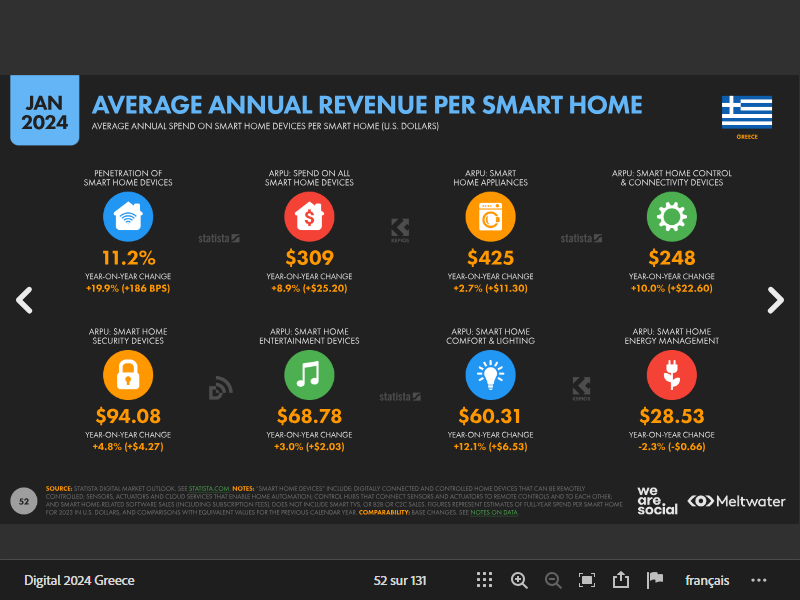 JAN
2024
AVERAGE ANNUAL REVENUE PER SMART HOME
AVERAGE ANNUAL SPEND ON SMART HOME DEVICES PER SMART HOME (U.S. DOLLARS)
GREECE
PENETRATION OF
SMART HOME DEVICES
11.2%
YEAR-ON-YEAR CHANGE
+19.9% (+186 BPS)
ARPU: SPEND ON ALL
SMART HOME DEVICES
$309
YEAR-ON-YEAR CHANGE
+8.9% (+$25.20)
ARPU: SMART
HOME APPLIANCES
$425
YEAR-ON-YEAR CHANGE
+2.7% (+$11.30)
ARPU: SMART HOME CONTROL
& CONNECTIVITY DEVICES
$248
YEAR-ON-YEAR CHANGE
+10.0% (+$22.60)
statista
KEPIOS
statista
ARPU: SMART HOME
SECURITY DEVICES
$94.08
YEAR-ON-YEAR CHANGE
+4.8% (+$4.27)
ARPU: SMART HOME
ENTERTAINMENT DEVICES
$68.78
YEAR-ON-YEAR CHANGE
+3.0% (+$2.03)
ARPU: SMART HOME
COMFORT & LIGHTING
$60.31
YEAR-ON-YEAR CHANGE
+12.1% (+$6.53)
ARPU: SMART HOME
ENERGY MANAGEMENT
$28.53
YEAR-ON-YEAR CHANGE
-2.3% (-$0.66)
statista
KEPIOS
52
SOURCE: STATISTA DIGITAL MARKET OUTLOOK. SEE STATISTA.COM. NOTES: "SMART HOME DEVICES" INCLUDE DIGITALLY CONNECTED AND CONTROLLED HOME DEVICES THAT CAN BE REMOTELY
CONTROLLED; SENSORS, ACTUATORS AND CLOUD SERVICES THAT ENABLE HOME AUTOMATION; CONTROL HUBS THAT CONNECT SENSORS AND ACTUATORS TO REMOTE CONTROLS AND TO EACH OTHER;
AND SMART HOME RELATED SOFTWARE SALES (INCLUDING SUBSCRIPTION FEES). DOES NOT INCLUDE SMART TVS, OR B2B OR C2C SALES. FIGURES REPRESENT ESTIMATES OF FULL-YEAR SPEND PER SMART HOME
FOR 2023 IN U.S. DOLLARS, AND COMPARISONS WITH EQUIVALENT VALUES FOR THE PREVIOUS CALENDAR YEAR. COMPARABILITY: BASE CHANGES. SEE NOTES ON DATA
we
are.
social
Meltwater
Digital 2024 Greece
52 sur 131
français